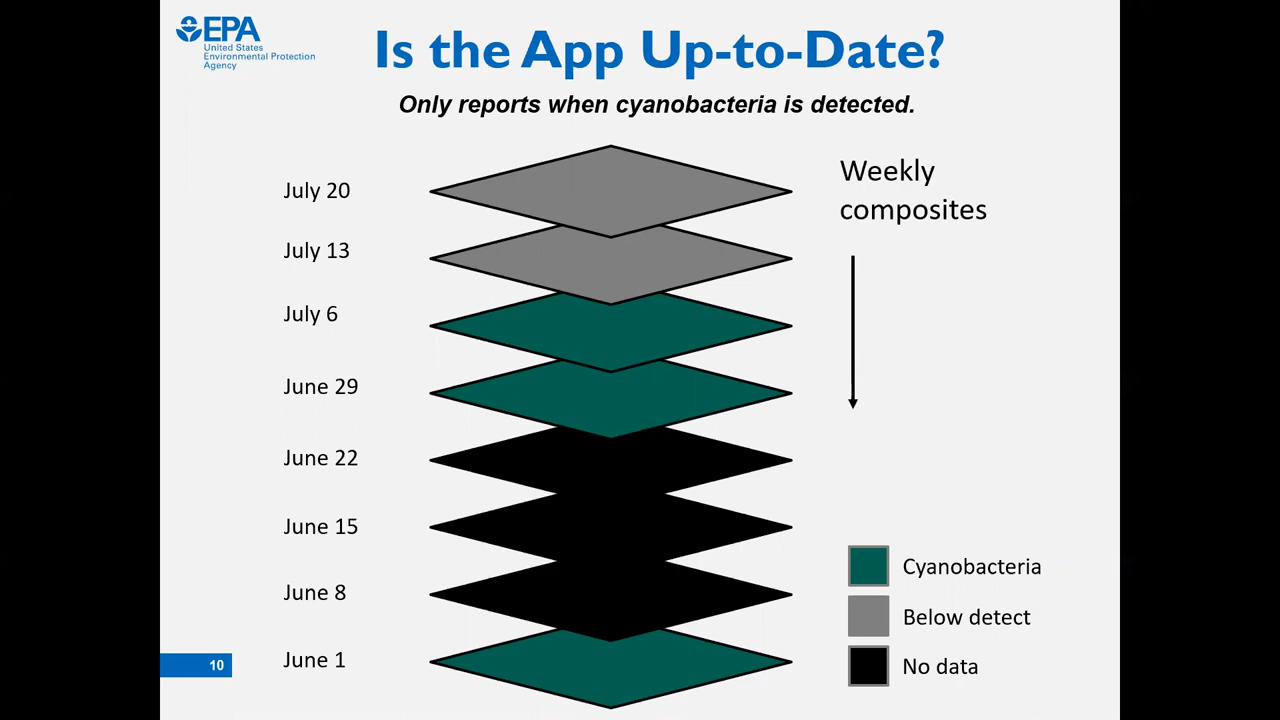 EPA
United States
Environmental Protection
Agency
Is the App Up-to-Date?
Only reports when cyanobacteria is detected.
Weekly
composites
July 20
July 13
July 6
June 29
June 22
June 15
June 8
June 1
Cyanobacteria
Below detect
No data
10